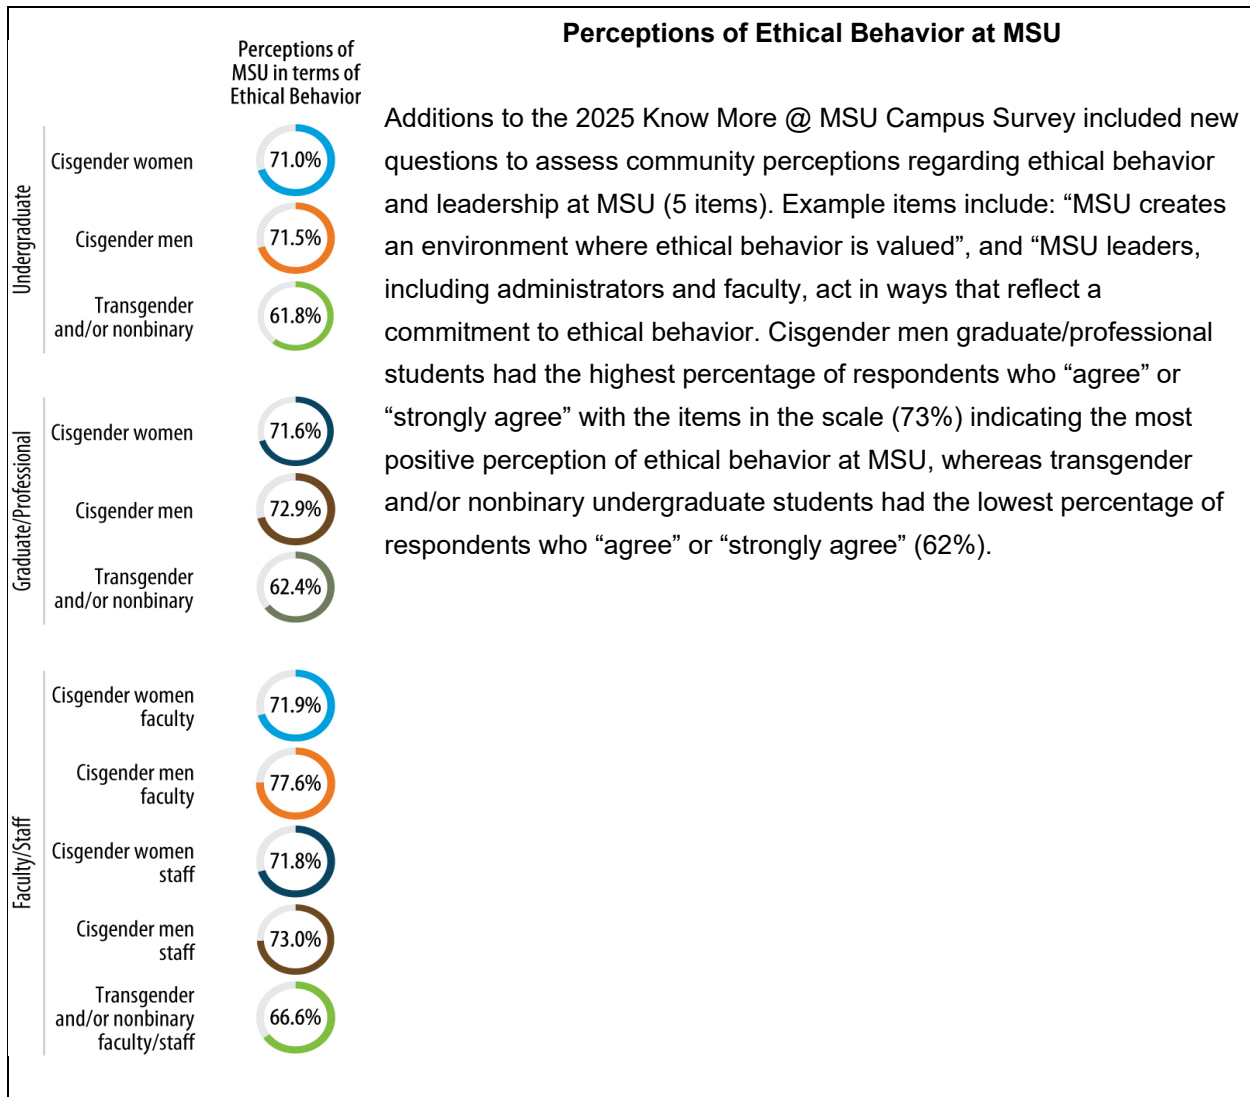 Perceptions of Ethical Behavior at MSU
Perceptions of
MSU in terms of
Ethical Behavior
Undergraduate
Cisgender women
71.0%
Cisgender men
71.5%
Transgender
and/or nonbinary
61.8%
Graduate/Professional
Cisgender women
71.6%
Cisgender men
72.9%
Transgender
and/or nonbinary
62.4%
Faculty/Staff
Cisgender women
faculty
71.9%
Cisgender men
faculty
77.6%
Cisgender women
staff
71.8%
Cisgender men
staff
73.0%
Transgender
and/or nonbinary
faculty/staff
66.6%
Additions to the 2025 Know More @ MSU Campus Survey included new
questions to assess community perceptions regarding ethical behavior
and leadership at MSU (5 items). Example items include: “MSU creates
an environment where ethical behavior is valued”, and “MSU leaders,
including administrators and faculty, act in ways that reflect a
commitment to ethical behavior. Cisgender men graduate/professional
students had the highest percentage of respondents who “agree” or
“strongly agree” with the items in the scale (73%) indicating the most
positive perception of ethical behavior at MSU, whereas transgender
and/or nonbinary undergraduate students had the lowest percentage of
respondents who “agree” or “strongly agree” (62%).